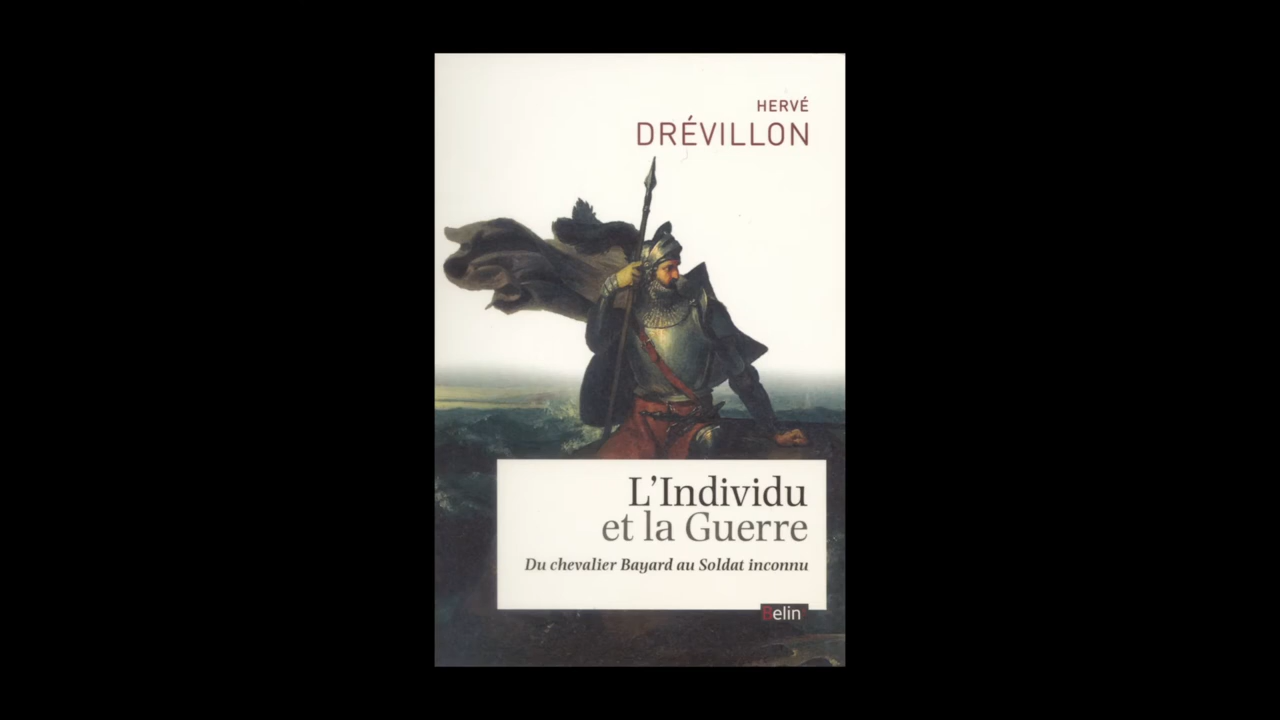 HERVÉ
DRÉVILLON
L’Individu
et la Guerre
Du chevalier Bayard au Soldat inconnu
Belin